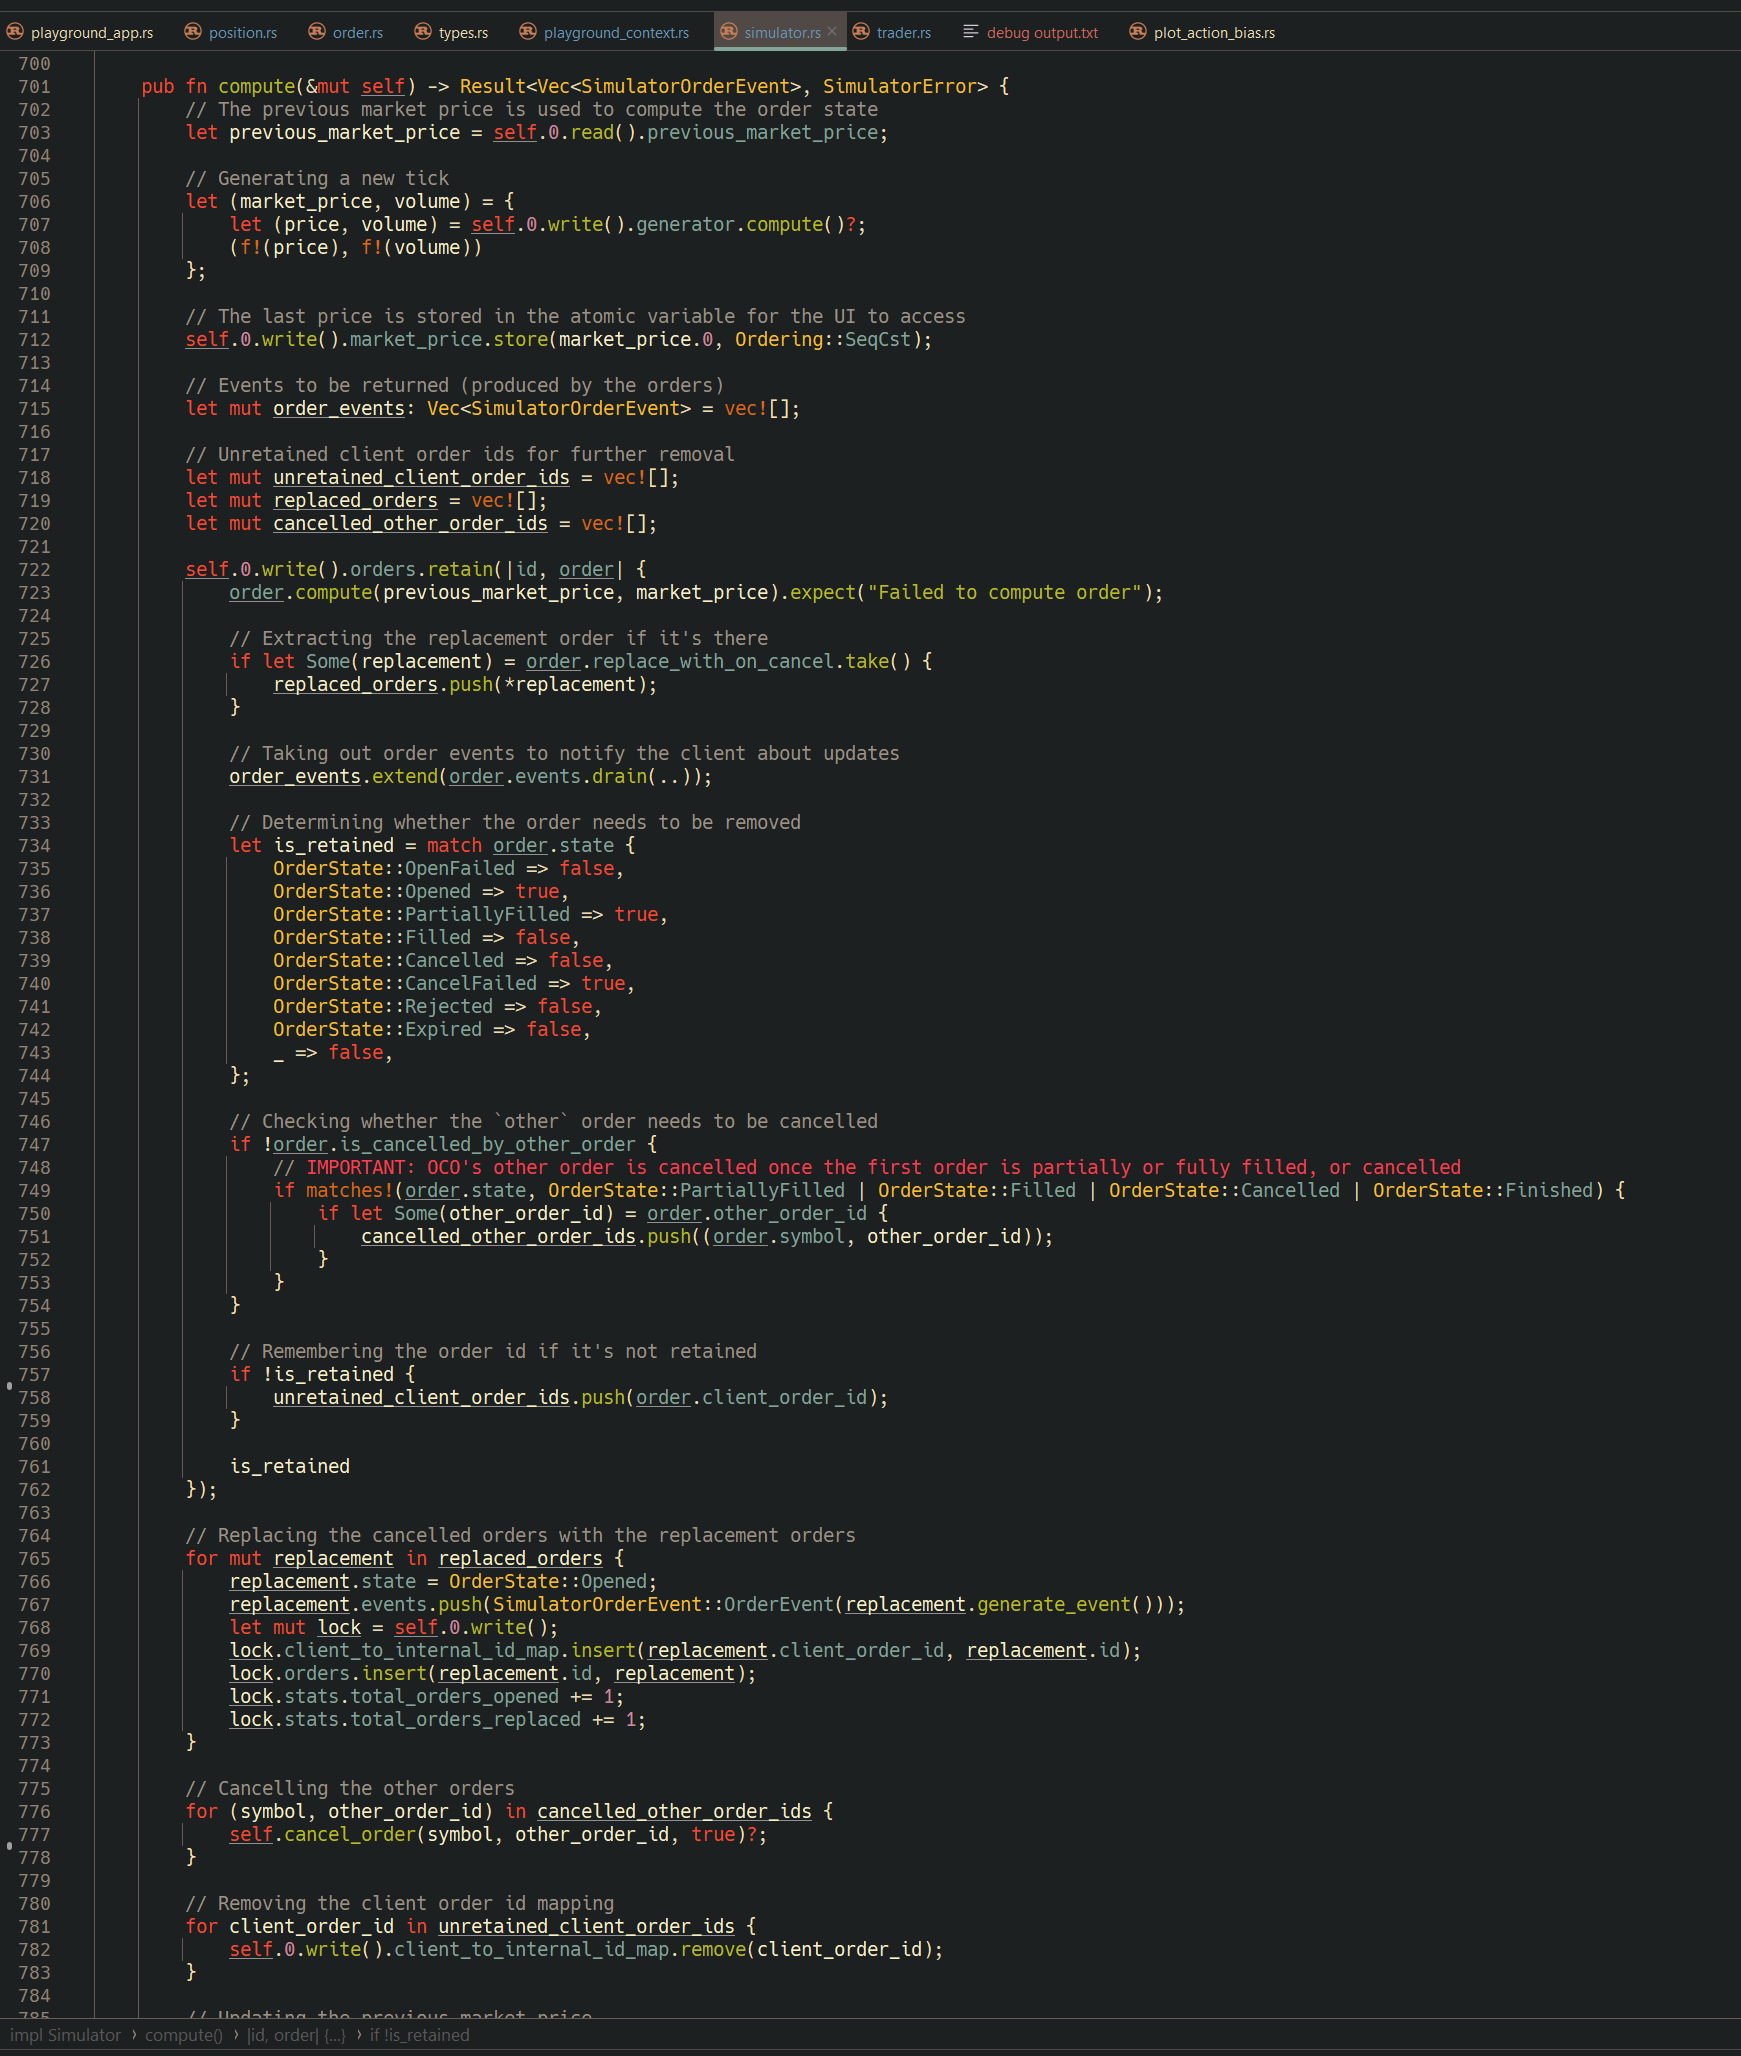 playground_app.rs position.rs order.rs types.rs playground_context.rs simulator.rs × trader.rs debug output.txt plot_action_bias.rs
700
701 pub fn compute(&mut self) -> Result<Vec<SimulatorOrderEvent>, SimulatorError> {
702 // The previous market price is used to compute the order state
703 let previous_market_price = self.0.read().previous_market_price;
704
705 // Generating a new tick
706 let (market_price, volume) = {
707 let (price, volume) = self.0.write().generator.compute()?;
708 (f!(price), f!(volume))
709 };
710
711 // The last price is stored in the atomic variable for the UI to access
712 self.0.write().market_price.store(market_price.0, Ordering::SeqCst);
713
714 // Events to be returned (produced by the orders)
715 let mut order_events: Vec<SimulatorOrderEvent> = vec![];
716
717 // Unretained client order ids for further removal
718 let mut unretained_client_order_ids = vec![];
719 let mut replaced_orders = vec![];
720 let mut cancelled_other_order_ids = vec![];
721
722 self.0.write().orders.retain(|id, order| {
723 order.compute(previous_market_price, market_price).expect("Failed to compute order");
724
725 // Extracting the replacement order if it's there
726 if let Some(replacement) = order.replace_with_on_cancel.take() {
727 replaced_orders.push(*replacement);
728 }
729
730 // Taking out order events to notify the client about updates
731 order_events.extend(order.events.drain(..));
732
733 // Determining whether the order needs to be removed
734 let is_retained = match order.state {
735 OrderState::OpenFailed => false,
736 OrderState::Opened => true,
737 OrderState::PartiallyFilled => true,
738 OrderState::Filled => false,
739 OrderState::Cancelled => false,
740 OrderState::CancelFailed => true,
741 OrderState::Rejected => false,
742 OrderState::Expired => false,
743 _ => false,
744 };
745
746 // Checking whether the `other` order needs to be cancelled
747 if !order.is_cancelled_by_other_order {
748 // IMPORTANT: OCO's other order is cancelled once the first order is partially or fully filled, or cancelled
749 if matches!(order.state, OrderState::PartiallyFilled | OrderState::Filled | OrderState::Cancelled | OrderState::Finished) {
750 if let Some(other_order_id) = order.other_order_id {
751 cancelled_other_order_ids.push((order.symbol, other_order_id));
752 }
753 }
754 }
755
756 // Remembering the order id if it's not retained
757 if !is_retained {
758 unretained_client_order_ids.push(order.client_order_id);
759 }
760
761 is_retained
762 });
763
764 // Replacing the cancelled orders with the replacement orders
765 for mut replacement in replaced_orders {
766 replacement.state = OrderState::Opened;
767 replacement.events.push(SimulatorOrderEvent::OrderEvent(replacement.generate_event()));
768 let mut lock = self.0.write();
769 lock.client_to_internal_id_map.insert(replacement.client_order_id, replacement.id);
770 lock.orders.insert(replacement.id, replacement);
771 lock.stats.total_orders_opened += 1;
772 lock.stats.total_orders_replaced += 1;
773 }
774
775 // Cancelling the other orders
776 for (symbol, other_order_id) in cancelled_other_order_ids {
777 self.cancel_order(symbol, other_order_id, true)?;
778 }
779
780 // Removing the client order id mapping
781 for client_order_id in unretained_client_order_ids {
782 self.0.write().client_to_internal_id_map.remove(client_order_id);
783 }
784
785 // Updating the previous market price
impl Simulator › compute() › |id, order| {...} › if !is_retained